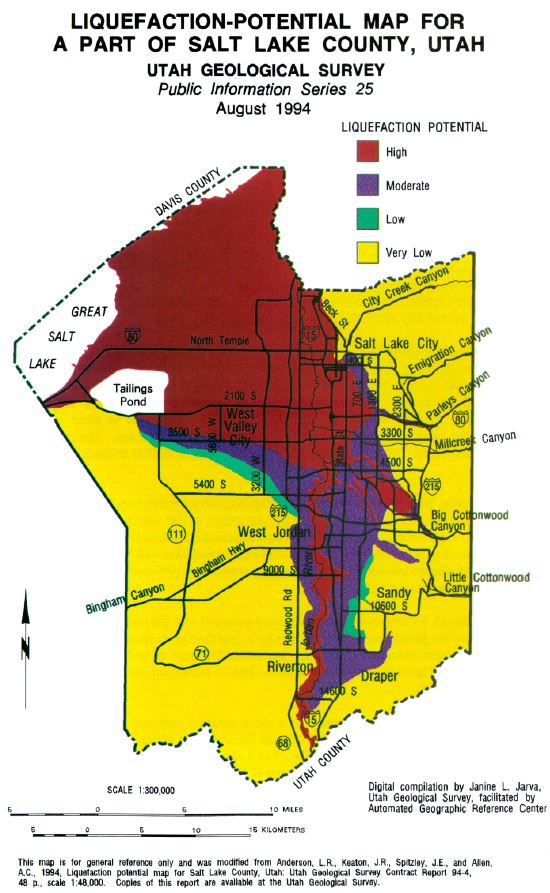 LIQUEFACTION-POTENTIAL MAP FOR
A PART OF SALT LAKE COUNTY, UTAH
UTAH GEOLOGICAL SURVEY
Public Information Series 25
August 1994
LIQUEFACTION POTENTIAL
High
Moderate
Low
Very Low
DAVIS COUNTY
GREAT
SALT
LAKE
80
North Temple
15
Beck St
City Creek Canyon
Salt Lake City
400 S
Emigration Canyon
Tailings
Pond
2100 S
700 E
2300 E
Parleys Canyon
80
West
Valley
City
3500 S
5600 W
3200 W
State St
3300 S
Millcreek Canyon
4500 S
5400 S
215
215
111
West Jordan
Big Cottonwood
Canyon
Bingham Hwy
9000 S
Bingham Canyon
Redwood Rd
Jordan
River
Little Cottonwood
Canyon
Sandy
10600 S
71
Riverton
Draper
14600 S
15
68
UTAH COUNTY
N
SCALE 1:300,000
5 0 5 10 MILES
5 0 5 10 15 KILOMETERS
Digital compilation by Janine L. Jarva,
Utah Geological Survey, facilitated by
Automated Geographic Reference Center
This map is for general reference only and was modified from Anderson, L.R., Keaton, J.R., Spitzley, J.E., and Allen,
A.C., 1994, Liquefaction potential map for Salt Lake County, Utah: Utah Geological Survey Contract Report 94-4,
48 p., scale 1:48,000. Copies of this report are available at the Utah Geological Survey.